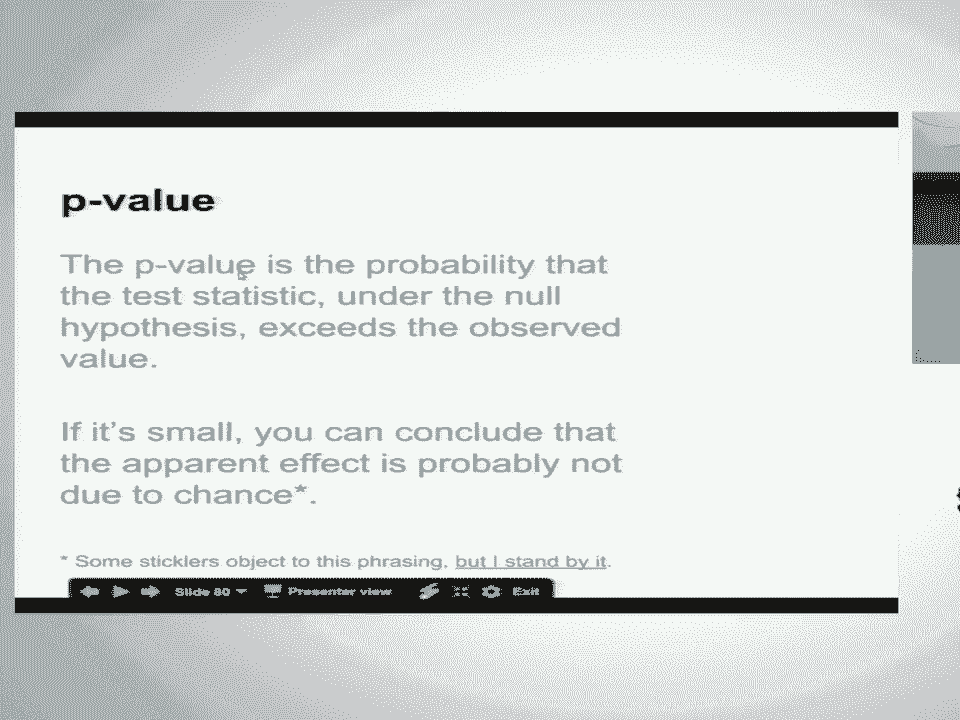 p-value
The p-value is the probability that
the test statistic, under the null
hypothesis, exceeds the observed
value.
If it's small, you can conclude that
the apparent effect is probably not
due to chance*.
* Some sticklers object to this phrasing, but I stand by it.
Slide 80 Presenter view Exit